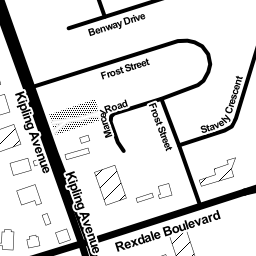 Benway Drive
Frost Street
Kipling Avenue
Marc Road
Frost Street
Stavely Crescent
Kipling Avenue
Rexdale Boulevard